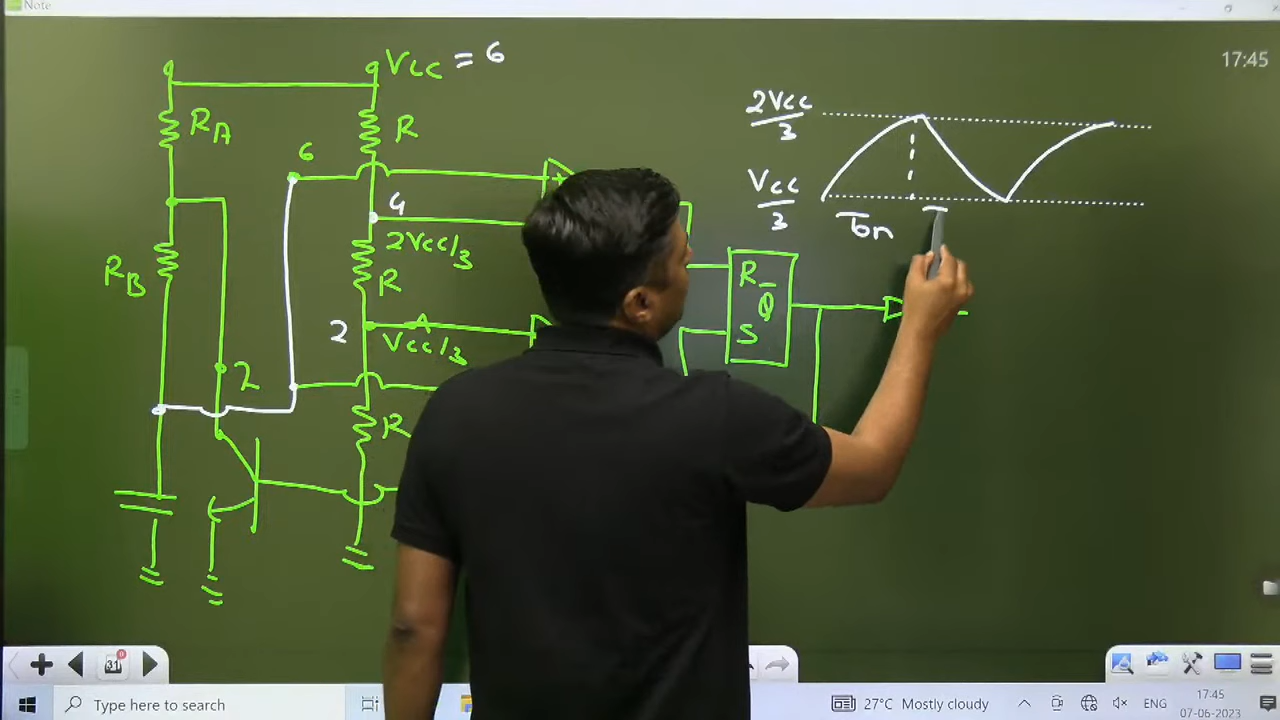 Note
17:45
VCC = 6
2VCC/3
RA
R
6
4
2VCC/3
VCC/3
Ton
R
RB
R Q̅
S
2
VCC/3
2
R
Type here to search
31
27°C Mostly cloudy
ENG
17.45
07-06-2023